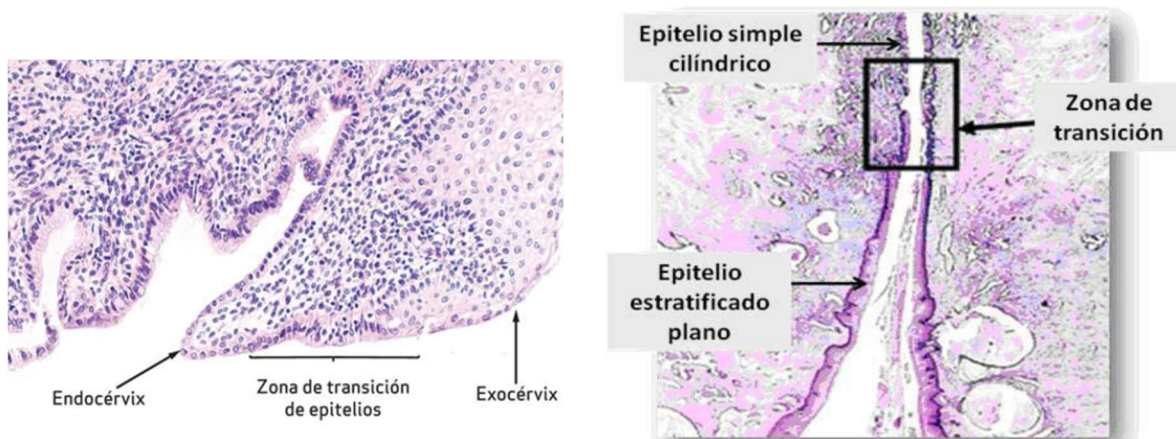 Endocérvix
Zona de transición
de epitelios
Exocérvix
Epitelio simple
cilíndrico
Zona de
transición
Epitelio
estratificado
plano